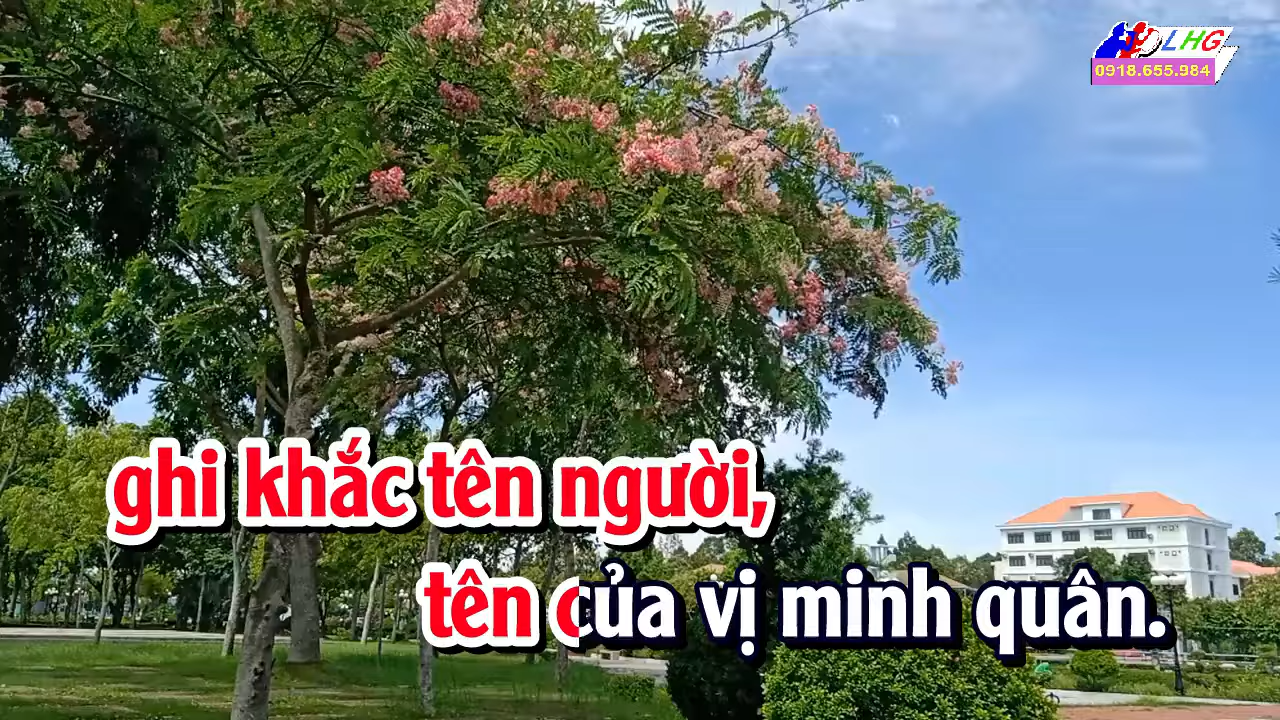 LHG
0918.655.984
ghi khắc tên người,
tên của vị minh quân.